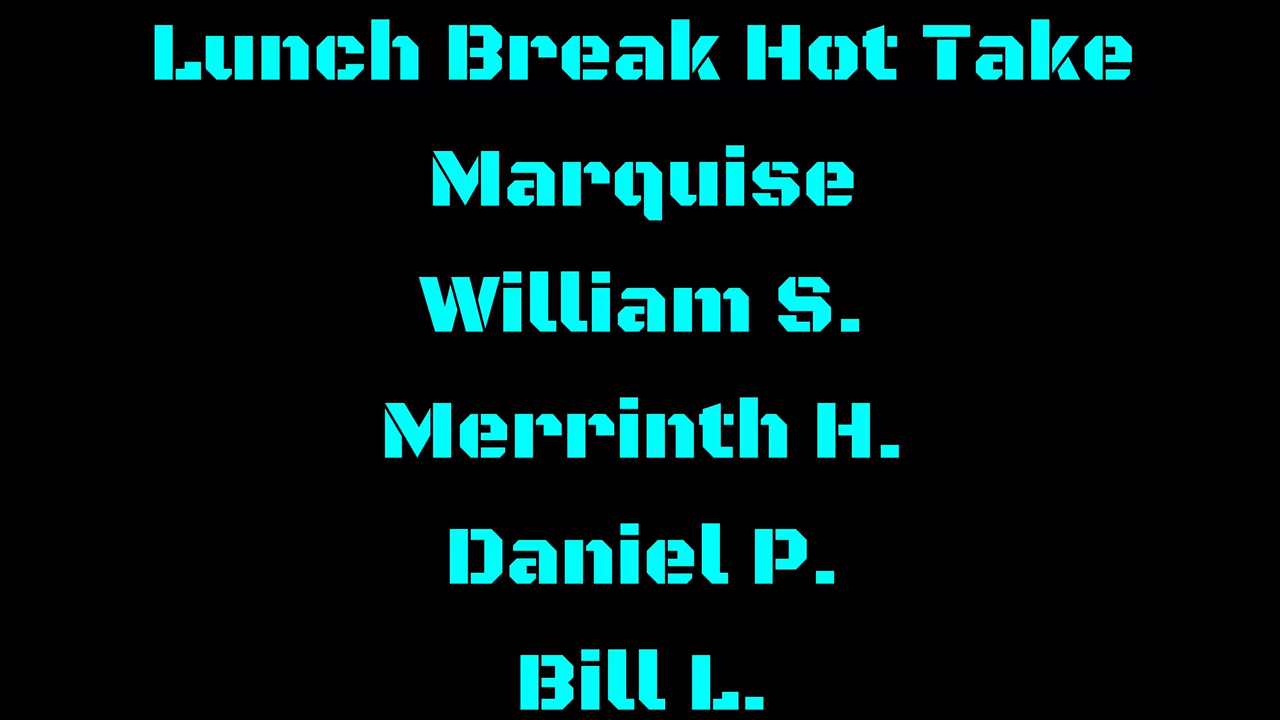 Lunch Break Hot Take
Marquise
William S.
Merrinth H.
Daniel P.
Bill L.